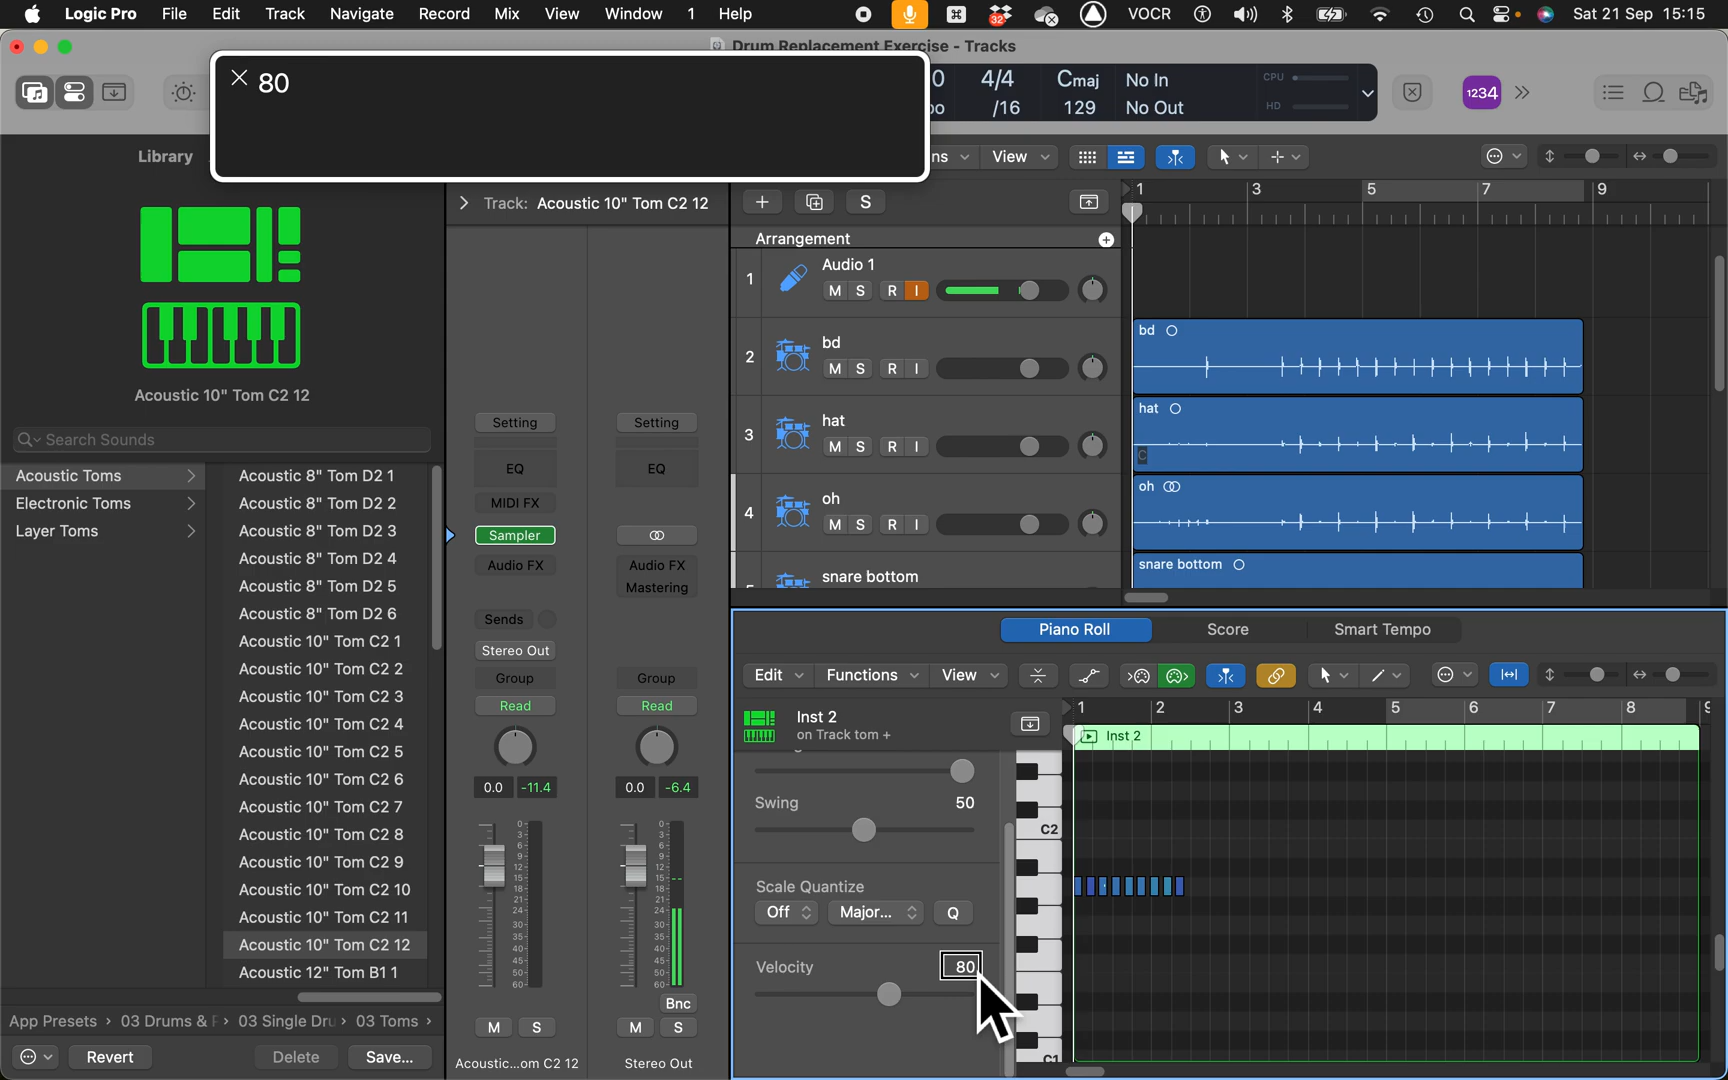 Logic Pro File Edit Track Navigate Record Mix View Window 1 Help 32 VOCR Sat 21 Sep 15:15
Drum Replacement Exercise - Tracks
80
4/4 Cmaj No In CPU
/16 129 No Out HD
1234
Library
View
Track: Acoustic 10" Tom C2 12
S
1 3 5 7 9
Arrangement
1 Audio 1
M S R I
bd
2 bd
M S R I
hat
3 hat
M S R I
C
oh
4 oh
M S R I
snare bottom
snare bottom
Acoustic 10" Tom C2 12
Search Sounds
Acoustic Toms
Electronic Toms
Layer Toms
Acoustic 8" Tom D2 1
Acoustic 8" Tom D2 2
Acoustic 8" Tom D2 3
Acoustic 8" Tom D2 4
Acoustic 8" Tom D2 5
Acoustic 8" Tom D2 6
Acoustic 10" Tom C2 1
Acoustic 10" Tom C2 2
Acoustic 10" Tom C2 3
Acoustic 10" Tom C2 4
Acoustic 10" Tom C2 5
Acoustic 10" Tom C2 6
Acoustic 10" Tom C2 7
Acoustic 10" Tom C2 8
Acoustic 10" Tom C2 9
Acoustic 10" Tom C2 10
Acoustic 10" Tom C2 11
Acoustic 10" Tom C2 12
Acoustic 12" Tom B1 1
App Presets › 03 Drums & › 03 Single Dru › 03 Toms ›
Revert Delete Save...
Setting Setting
EQ EQ
MIDI FX
Sampler
Audio FX Audio FX
Mastering
Sends
Stereo Out
Group Group
Read Read
0.0 -11.4 0.0 -6.4
Bnc
M S M S
Acoustic...om C2 12 Stereo Out
Piano Roll Score Smart Tempo
Edit Functions View
1 2 3 4 5 6 7 8
Inst 2
on Track tom +
Inst 2
Swing 50
C2
Scale Quantize
Off Major... Q
Velocity 80
C1